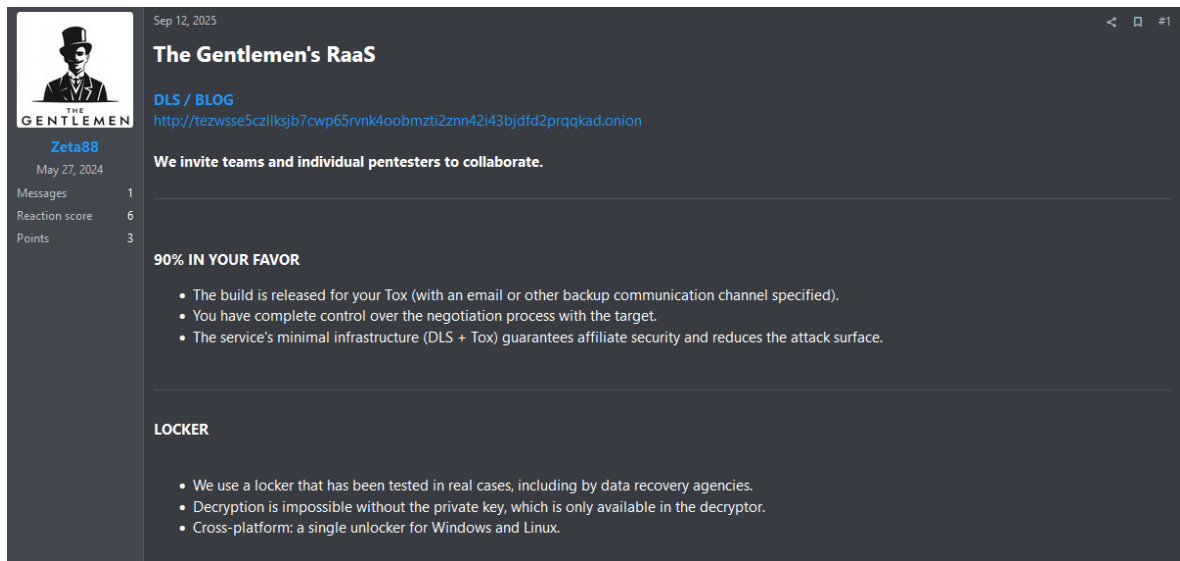 Sep 12, 2025
#1
The Gentlemen's RaaS
THE
GENTLEMEN
Zeta88
May 27, 2024
Messages 1
Reaction score 6
Points 3
DLS / BLOG
http://tezwsse5czllksjb7cwp65rvnk4oobmzti2znn42i43bjdfd2prqqkad.onion
We invite teams and individual pentesters to collaborate.
90% IN YOUR FAVOR
• The build is released for your Tox (with an email or other backup communication channel specified).
• You have complete control over the negotiation process with the target.
• The service's minimal infrastructure (DLS + Tox) guarantees affiliate security and reduces the attack surface.
LOCKER
• We use a locker that has been tested in real cases, including by data recovery agencies.
• Decryption is impossible without the private key, which is only available in the decryptor.
• Cross-platform: a single unlocker for Windows and Linux.